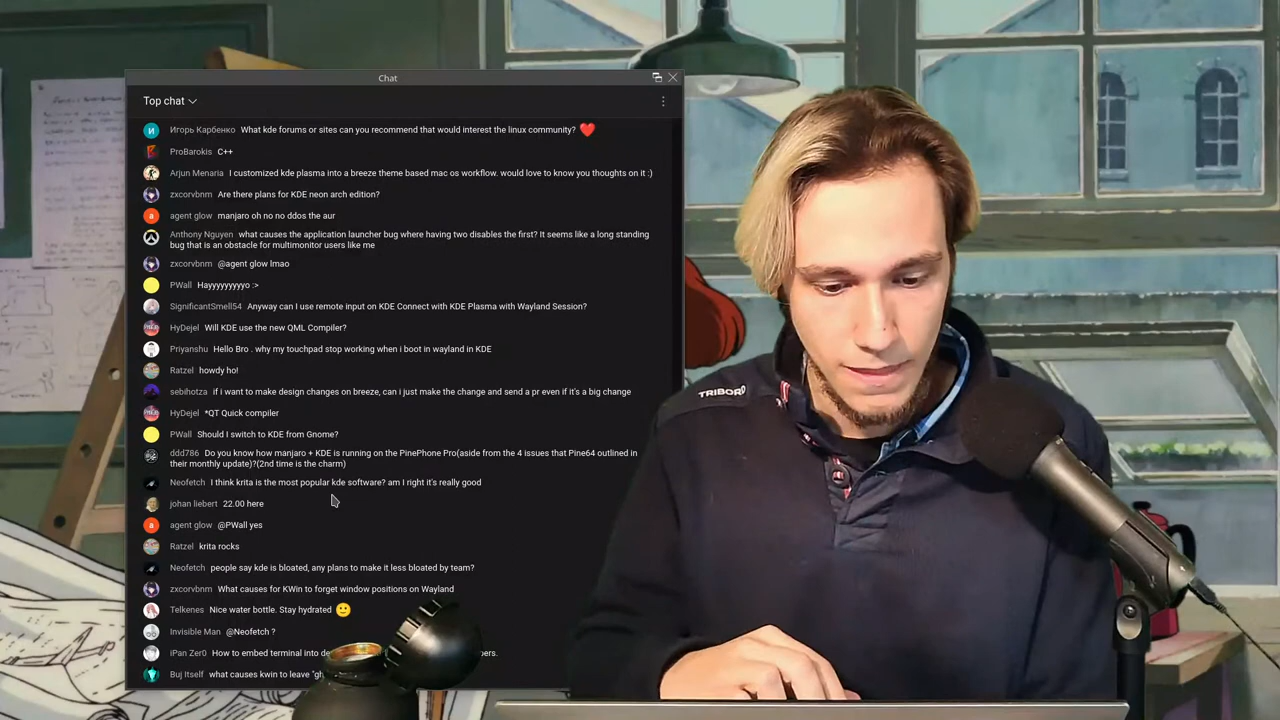 Chat
Top chat
Игорь Карбенко What kde forums or sites can you recommend that would interest the linux community? ❤️
ProBarokis C++
Arjun Menaria I customized kde plasma into a breeze theme based mac os workflow. would love to know you thoughts on it :)
zxcorvbnm Are there plans for KDE neon arch edition?
agent glow manjaro oh no no ddos the aur
Anthony Nguyen what causes the application launcher bug where having two disables the first? It seems like a long standing
bug that is an obstacle for multimonitor users like me
zxcorvbnm @agent glow lmao
PWall Hayyyyyyyyyo :>
SignificantSmell54 Anyway can I use remote input on KDE Connect with KDE Plasma with Wayland Session?
HyDejel Will KDE use the new QML Compiler?
Priyanshu Hello Bro . why my touchpad stop working when i boot in wayland in KDE
Ratzel howdy ho!
sebihotza if i want to make design changes on breeze, can i just make the change and send a pr even if it's a big change
HyDejel *QT Quick compiler
PWall Should I switch to KDE from Gnome?
ddd786 Do you know how manjaro + KDE is running on the PinePhone Pro(aside from the 4 issues that Pine64 outlined in
their monthly update)?(2nd time is the charm)
Neofetch I think krita is the most popular kde software? am I right it's really good
johan liebert 22.00 here
agent glow @PWall yes
Ratzel krita rocks
Neofetch people say kde is bloated, any plans to make it less bloated by team?
zxcorvbnm What causes for KWin to forget window positions on Wayland
Telkenes Nice water bottle. Stay hydrated 🙂
Invisible Man @Neofetch ?
iPan Zer0 How to embed terminal into
Buj Itself what causes kwin to leave
TRIBORD